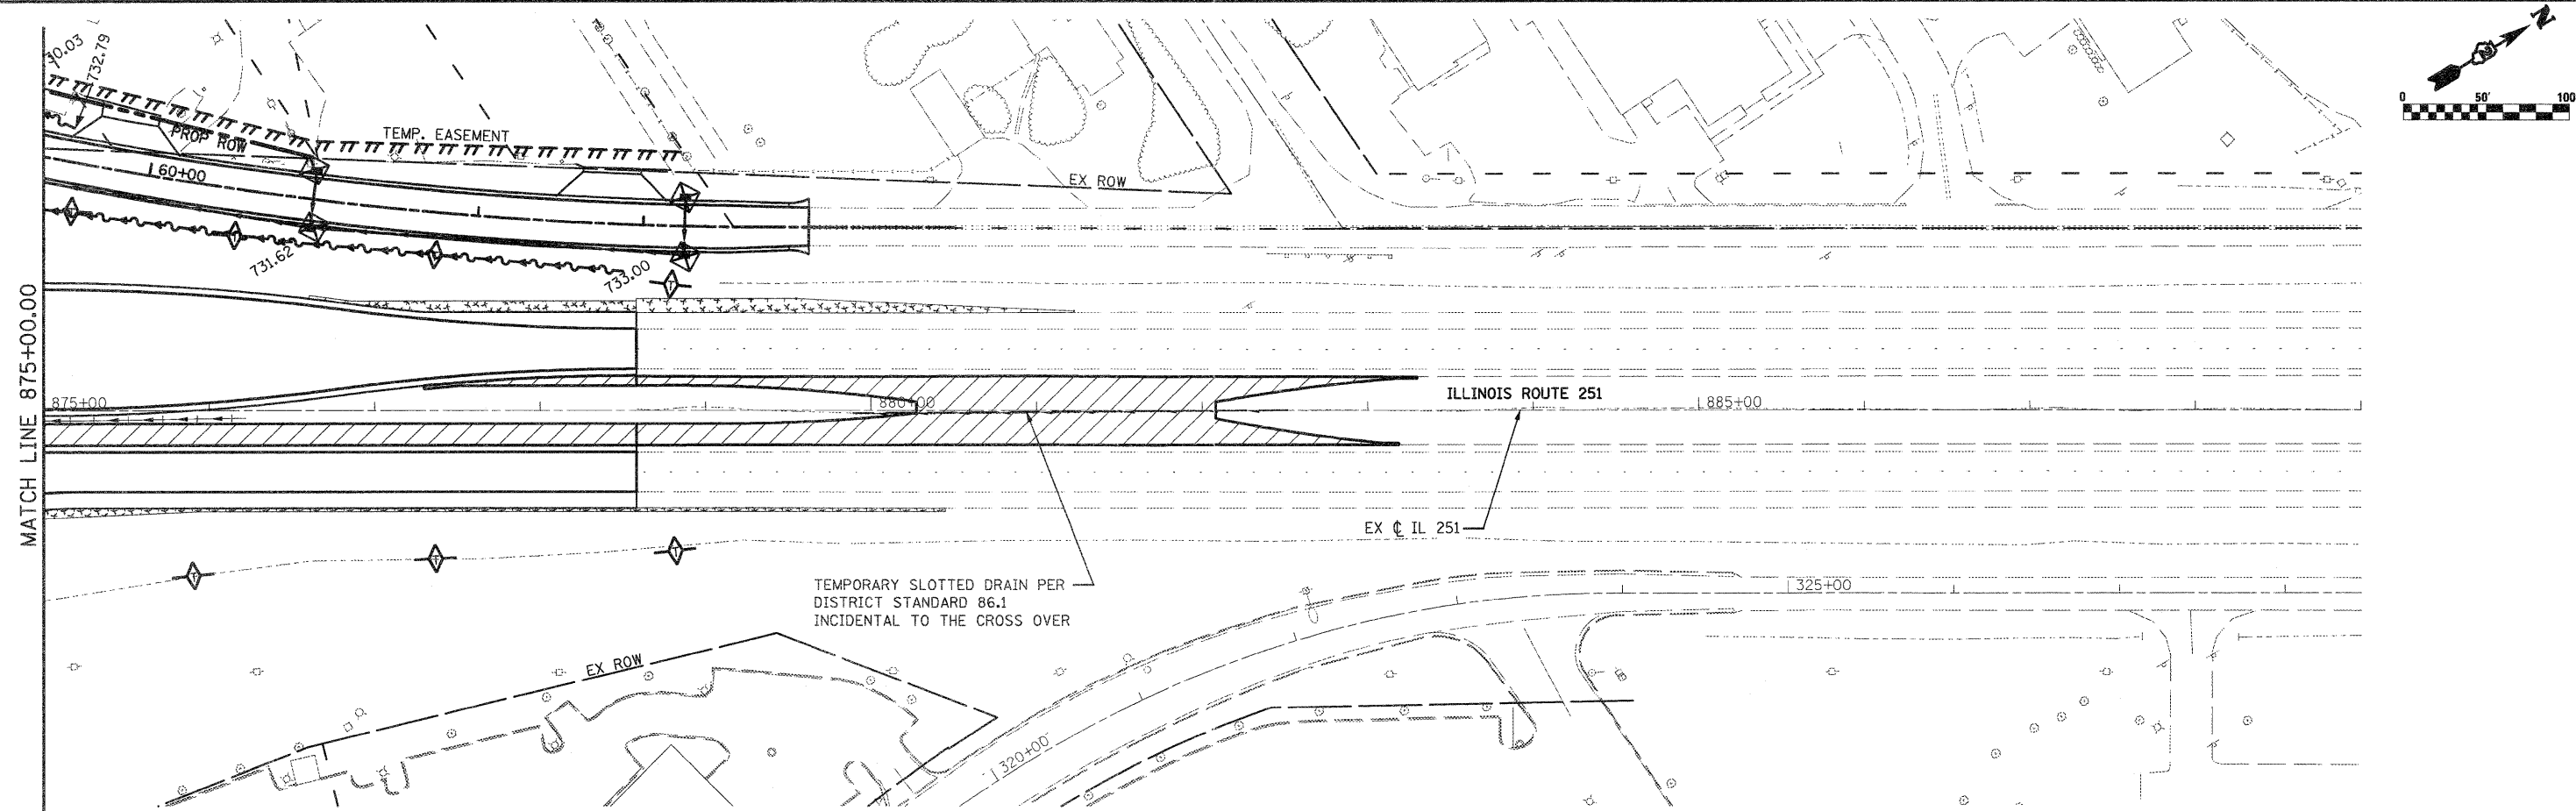 30.03
732.79
N
0 50' 100
TEMP. EASEMENT
PROP ROW
60+00
EX ROW
731.62
733.00
MATCH LINE 875+00.00
875+00
880+00
ILLINOIS ROUTE 251
885+00
EX ℄ IL 251
TEMPORARY SLOTTED DRAIN PER
DISTRICT STANDARD 86.1
INCIDENTAL TO THE CROSS OVER
325+00
EX ROW
320+00
P
T
T
T
T
T
T
T